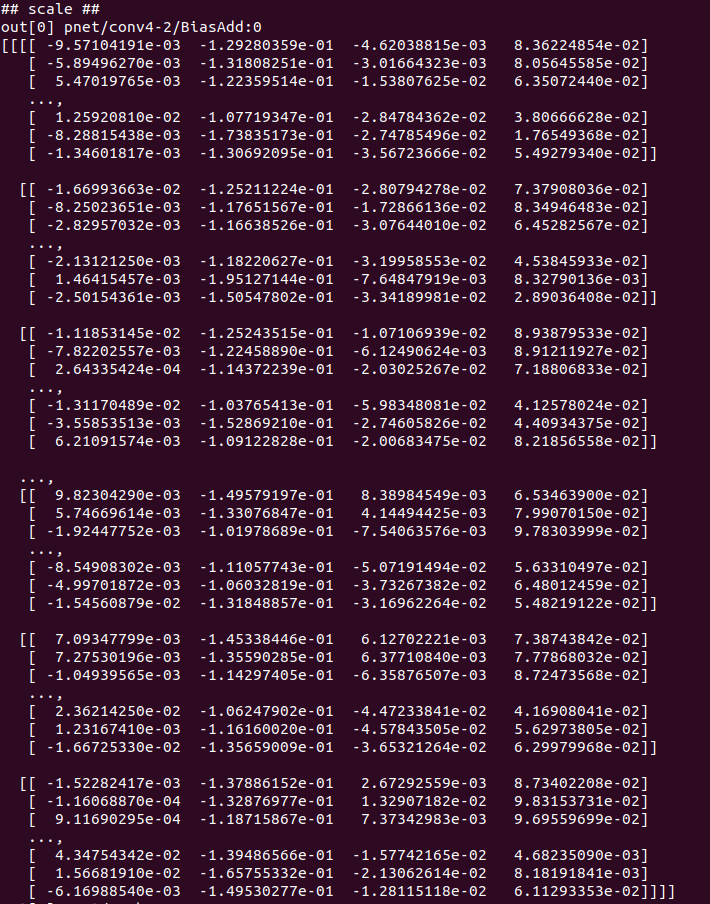 ## scale ##
out[0] pnet/conv4-2/BiasAdd:0
[[[[ -9.57104191e-03  -1.29280359e-01  -4.62038815e-03   8.36224854e-02]
   [ -5.89496270e-03  -1.31808251e-01  -3.01664323e-03   8.05645585e-02]
   [  5.47019765e-03  -1.22359514e-01  -1.53807625e-02   6.35072440e-02]
   ...,
   [  1.25920810e-02  -1.07719347e-01  -2.84784362e-02   3.80666628e-02]
   [ -8.28815438e-03  -1.73835173e-01  -2.74785496e-02   1.76549368e-02]
   [ -1.34601817e-03  -1.30692095e-01  -3.56723666e-02   5.49279340e-02]]
  [[ -1.66993663e-02  -1.25211224e-01  -2.80794278e-02   7.37908036e-02]
   [ -8.25023651e-03  -1.17651567e-01  -1.72866136e-02   8.34946483e-02]
   [ -2.82957032e-03  -1.16638526e-01  -3.07644010e-02   6.45282567e-02]
   ...,
   [ -2.13121250e-03  -1.18220627e-01  -3.19958553e-02   4.53845933e-02]
   [  1.46415457e-03  -1.95127144e-01  -7.64847919e-03   8.32790136e-03]
   [ -2.50154361e-03  -1.50547802e-01  -3.34189981e-02   2.89036408e-02]]
  [[ -1.11853145e-02  -1.25243515e-01  -1.07106939e-02   8.93879533e-02]
   [ -7.82202557e-03  -1.22458890e-01  -6.12490624e-03   8.91211927e-02]
   [  2.64335424e-04  -1.14372239e-01  -2.03025267e-02   7.18806833e-02]
   ...,
   [ -1.31170489e-02  -1.03765413e-01  -5.98348081e-02   4.12578024e-02]
   [ -3.55853513e-03  -1.52869210e-01  -2.74605826e-02   4.40934375e-02]
   [  6.21091574e-03  -1.09122828e-01  -2.00683475e-02   8.21856558e-02]]
  ...,
  [[  9.82304290e-03  -1.49579197e-01   8.38984549e-03   6.53463900e-02]
   [  5.74669614e-03  -1.33076847e-01   4.14494425e-03   7.99070150e-02]
   [ -1.92447752e-03  -1.01978689e-01  -7.54063576e-03   9.78303999e-02]
   ...,
   [ -8.54908302e-03  -1.11057743e-01  -5.07191494e-02   5.63310497e-02]
   [ -4.99701872e-03  -1.06032819e-01  -3.73267382e-02   6.48012459e-02]
   [ -1.54560879e-02  -1.31848857e-01  -3.16962264e-02   5.48219122e-02]]
  [[  7.09347799e-03  -1.45338446e-01   6.12702221e-03   7.38743842e-02]
   [  7.27530196e-03  -1.35590285e-01   6.37710840e-03   7.77868032e-02]
   [ -1.04939565e-03  -1.14297405e-01  -6.35876507e-03   8.72473568e-02]
   ...,
   [  2.36214250e-02  -1.06247902e-01  -4.47233841e-02   4.16908041e-02]
   [  1.23167410e-03  -1.16160020e-01  -4.57843505e-02   5.62973805e-02]
   [ -1.66725330e-02  -1.35659009e-01  -3.65321264e-02   6.29979968e-02]]
  [[ -1.52282417e-03  -1.37886152e-01   2.67292559e-03   8.73402208e-02]
   [ -1.16068870e-04  -1.32876977e-01   1.32907182e-02   9.83153731e-02]
   [  9.11690295e-04  -1.18715867e-01   7.37342983e-03   9.69559699e-02]
   ...,
   [  4.34754342e-02  -1.39486566e-01  -1.57742165e-02   4.68235090e-03]
   [  1.56681910e-02  -1.65755332e-01  -2.13062614e-02   8.18191841e-03]
   [ -6.16988540e-03  -1.49530277e-01  -1.28115118e-02   6.11293353e-02]]]]